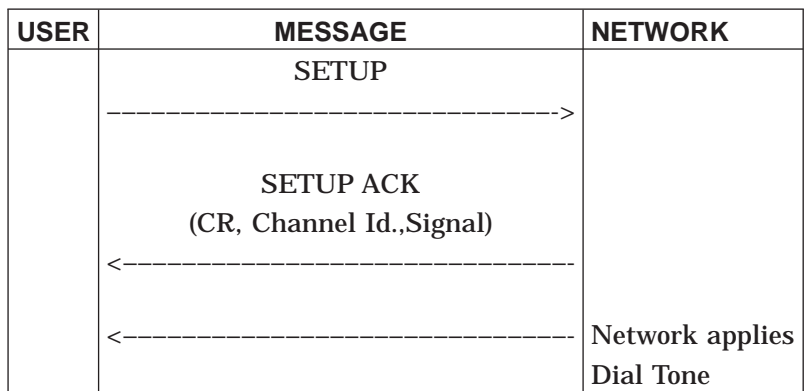 USER MESSAGE NETWORK
SETUP
––––––––––––––––––––––––––––––->
SETUP ACK
(CR, Channel Id.,Signal)
<––––––––––––––––––––––––––––––-
<––––––––––––––––––––––––––––––- Network applies
Dial Tone